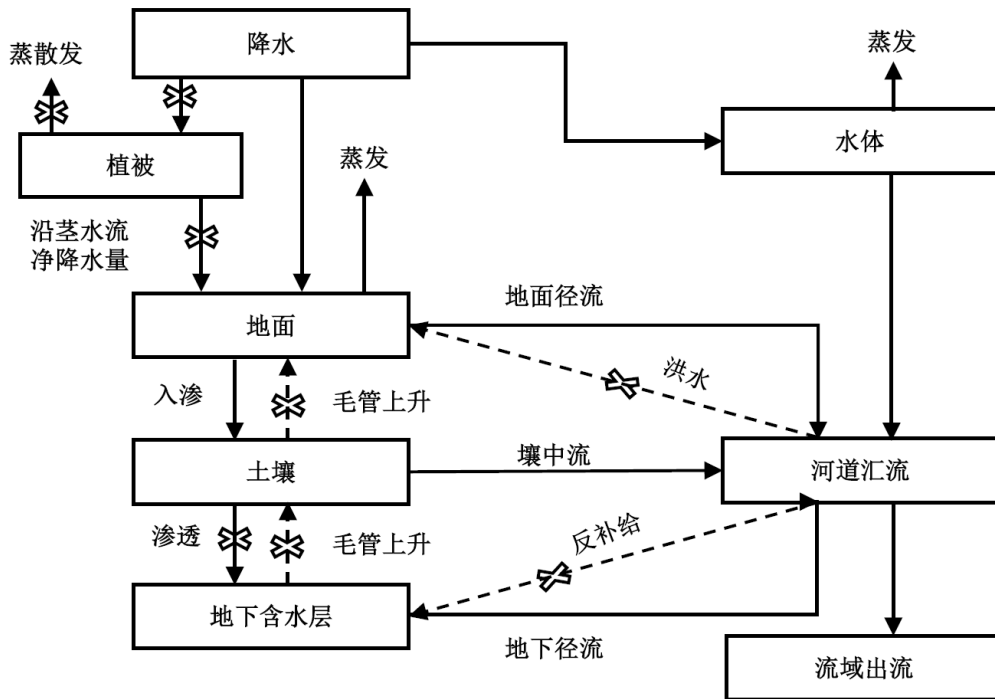 降水
蒸散发
蒸发
水体
植被
蒸发
沿茎水流
净降水量
地面径流
地面
洪水
入渗
毛管上升
土壤
壤中流
河道汇流
渗透
毛管上升
反补给
地下含水层
地下径流
流域出流